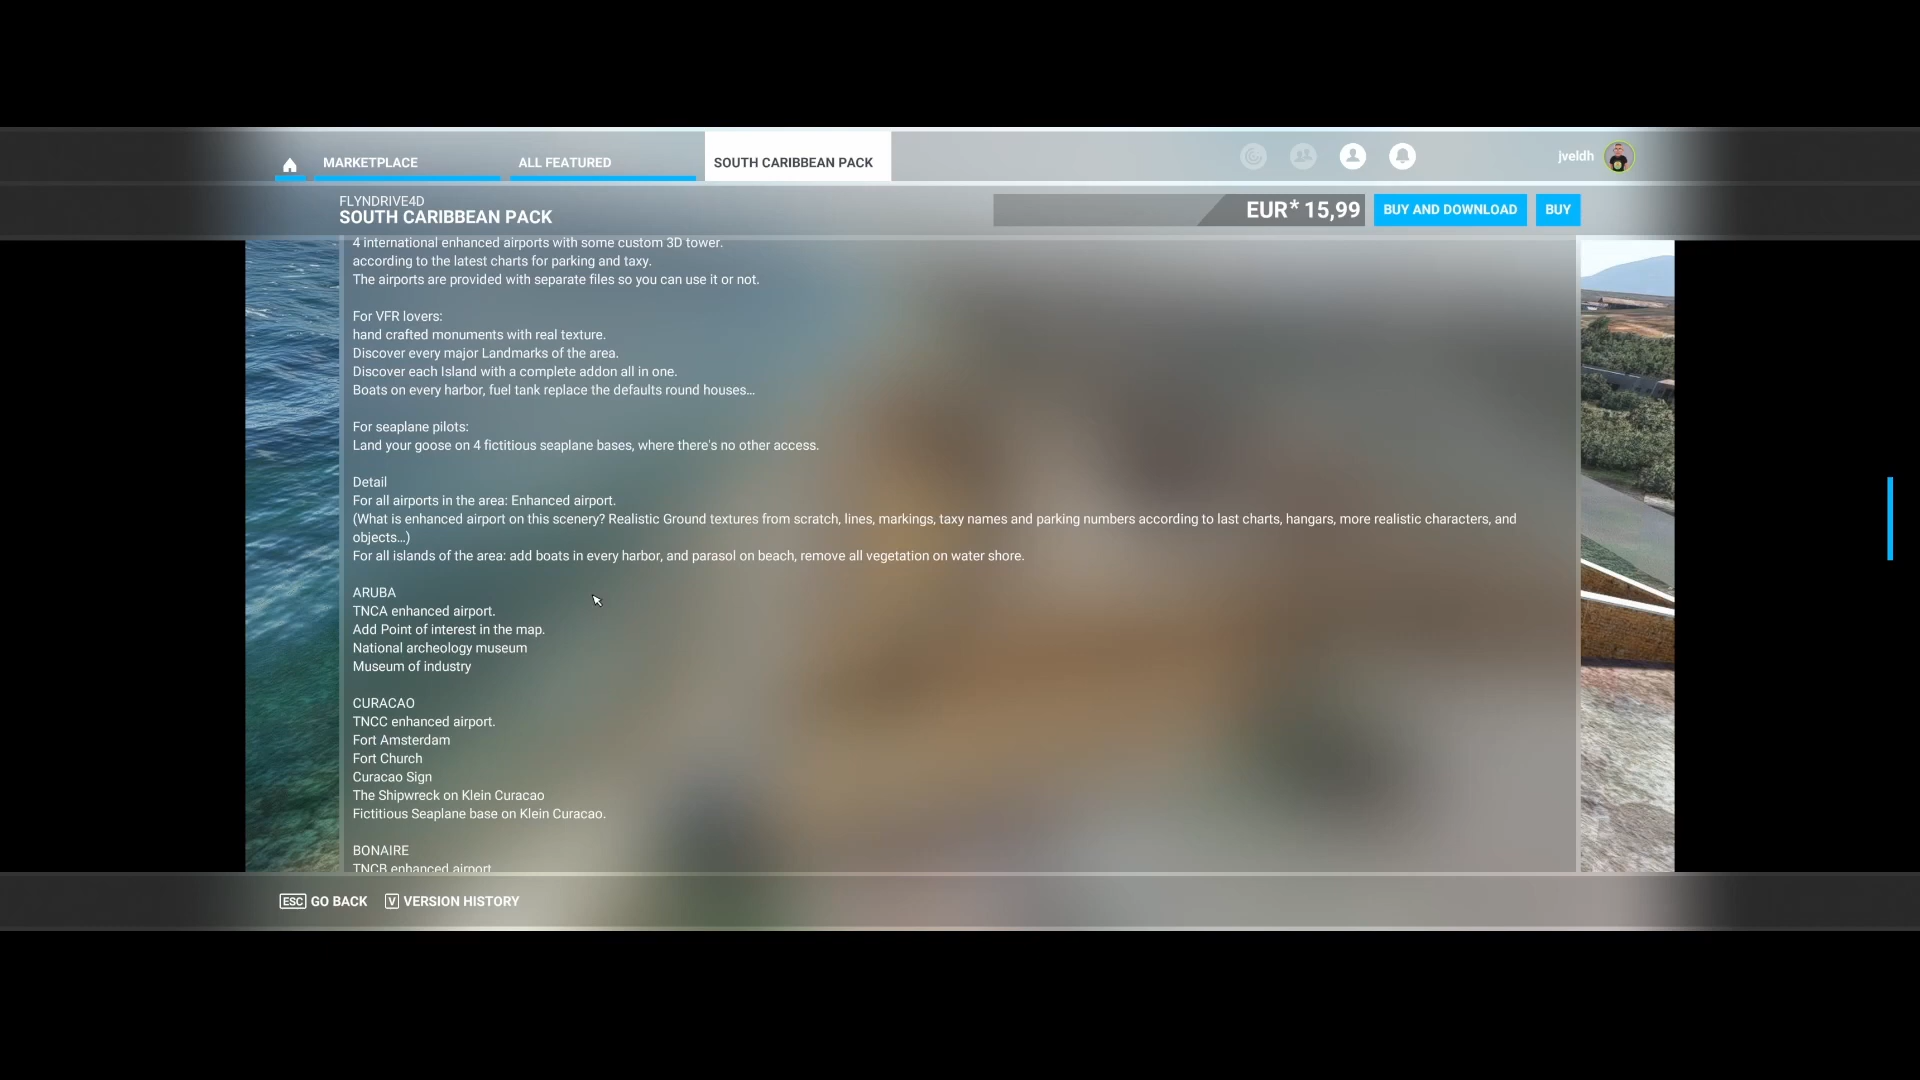 MARKETPLACE
ALL FEATURED
SOUTH CARIBBEAN PACK
jveldh
FLYNDRIVE4D
SOUTH CARIBBEAN PACK
EUR* 15,99
BUY AND DOWNLOAD
BUY
4 international enhanced airports with some custom 3D tower.
according to the latest charts for parking and taxy.
The airports are provided with separate files so you can use it or not.
For VFR lovers:
hand crafted monuments with real texture.
Discover every major Landmarks of the area.
Discover each Island with a complete addon all in one.
Boats on every harbor, fuel tank replace the defaults round houses...
For seaplane pilots:
Land your goose on 4 fictitious seaplane bases, where there's no other access.
Detail
For all airports in the area: Enhanced airport.
(What is enhanced airport on this scenery? Realistic Ground textures from scratch, lines, markings, taxy names and parking numbers according to last charts, hangars, more realistic characters, and
objects...)
For all islands of the area: add boats in every harbor, and parasol on beach, remove all vegetation on water shore.
ARUBA
TNCA enhanced airport.
Add Point of interest in the map.
National archeology museum
Museum of industry
CURACAO
TNCC enhanced airport.
Fort Amsterdam
Fort Church
Curacao Sign
The Shipwreck on Klein Curacao
Fictitious Seaplane base on Klein Curacao.
BONAIRE
TNCB enhanced airport
ESC GO BACK
V VERSION HISTORY